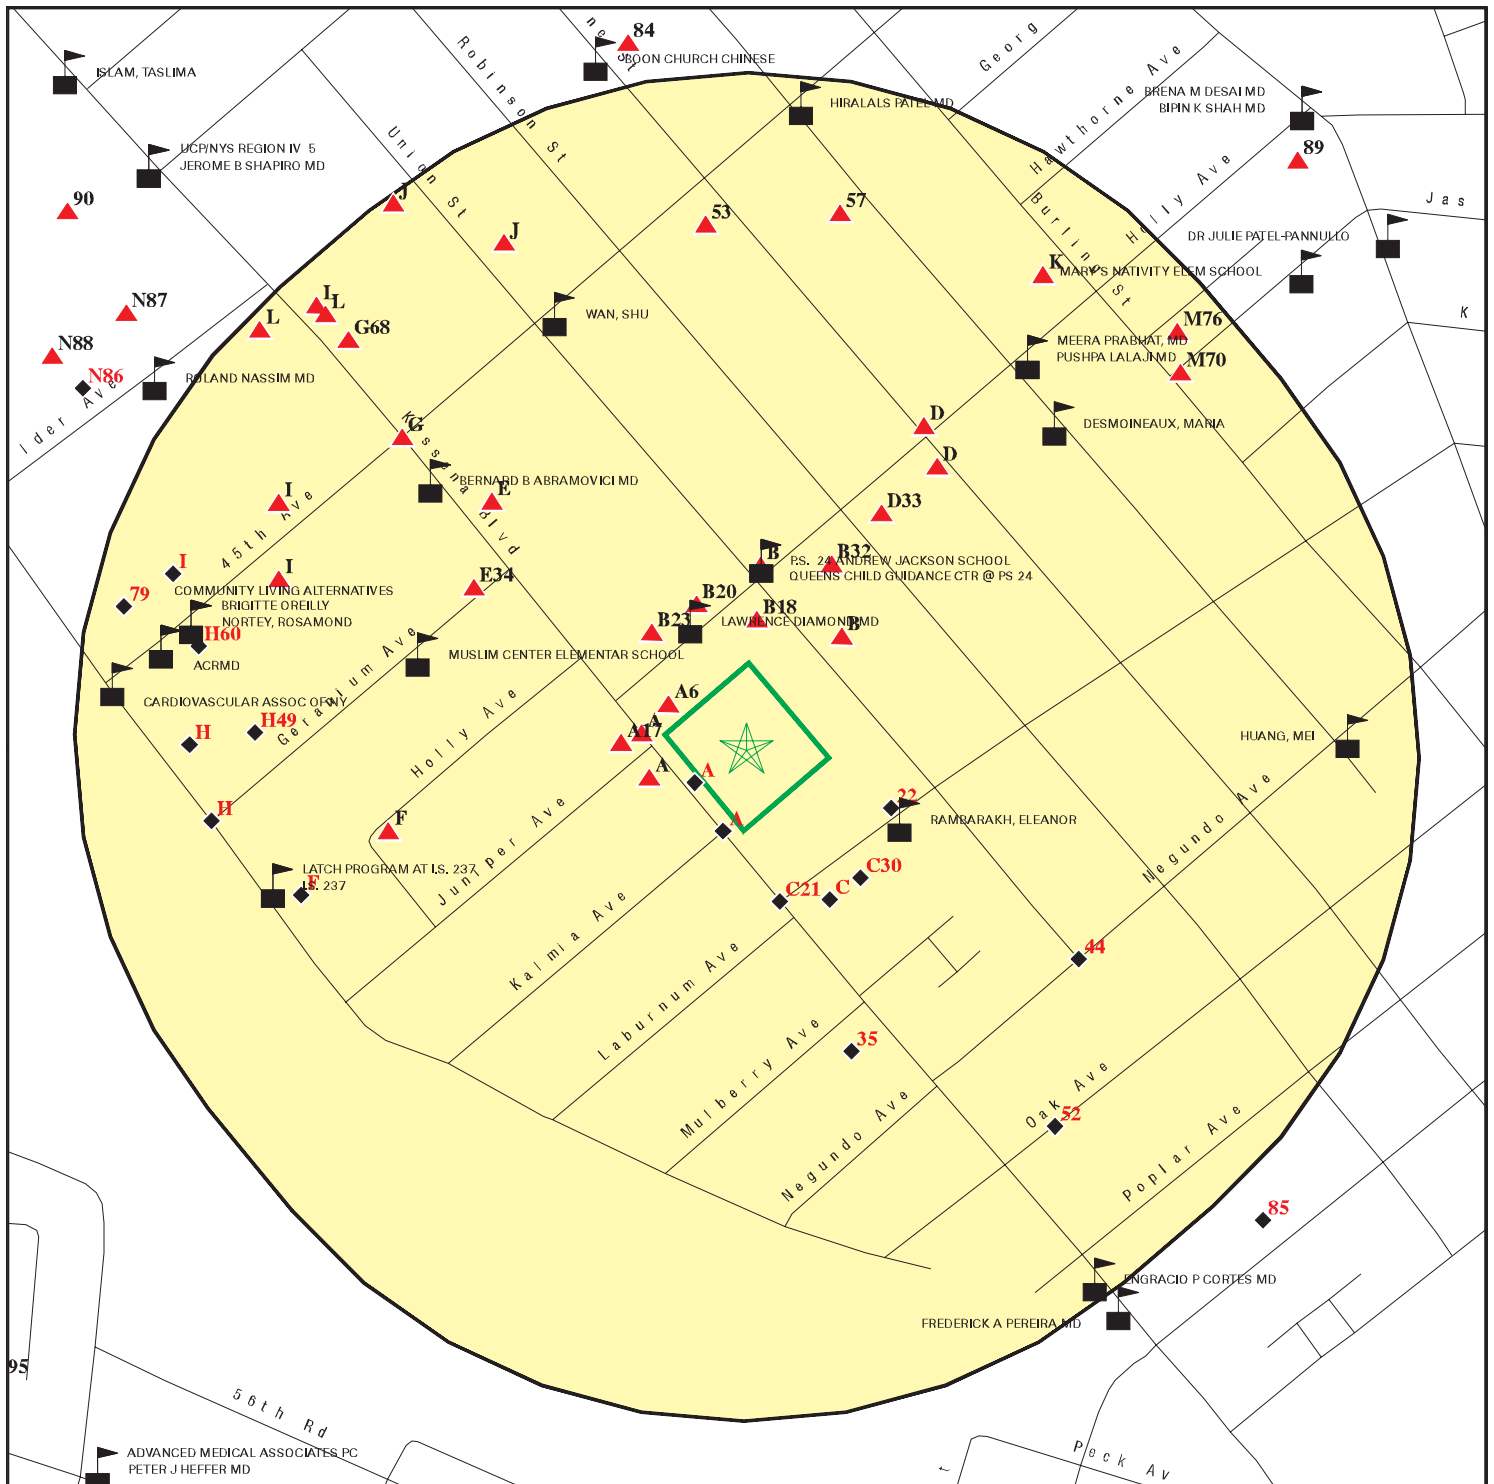 84
BOON CHURCH CHINESE
Georg
ISLAM, TASLIMA
Robinson St
Hawthorne Ave
BRENA M DESAI MD
BIPIN K SHAH MD
HIRALALS PATEL MD
Union St
UCP/NYS REGION IV 5
JEROME B SHAPIRO MD
89
Holly Ave
Burling St
Jas
90
J
J
53
57
DR JULIE PATEL-PANNULLO
K
MARY'S NATIVITY ELEM SCHOOL
N87
I
L
L
G68
WAN, SHU
K
M76
N88
MEERA PRABHAT, MD
PUSHPA LALAJI MD
M70
N86
ROLAND NASSIM MD
lder Ave
G
Kissena Blvd
D
DESMOINEAUX, MARIA
D
BERNARD B ABRAMOVICI MD
E
I
45th Ave
D33
I
79
I
COMMUNITY LIVING ALTERNATIVES
BRIGITTE OREILLY
NORTEY, ROSAMOND
E34
B
P.S. 24 ANDREW JACKSON SCHOOL
QUEENS CHILD GUIDANCE CTR @ PS 24
B32
B20
B23
B18
LAWRENCE DIAMOND MD
B
H60
ACRMD
MUSLIM CENTER ELEMENTAR SCHOOL
CARDIOVASCULAR ASSOC OF NY
Geranium Ave
Holly Ave
A6
A
A17
A
A
A
H49
H
HUANG, MEI
H
F
22
RAMBARAKH, ELEANOR
Negundo Ave
Juniper Ave
LATCH PROGRAM AT I.S. 237
I.S. 237
F
C30
C21
C
Kalmia Ave
Laburnum Ave
44
Mulberry Ave
35
Negundo Ave
Oak Ave
52
Poplar Ave
85
ENGRACIO P CORTES MD
FREDERICK A PEREIRA MD
95
56th Rd
ADVANCED MEDICAL ASSOCIATES PC
PETER J HEFFER MD
Peck Av